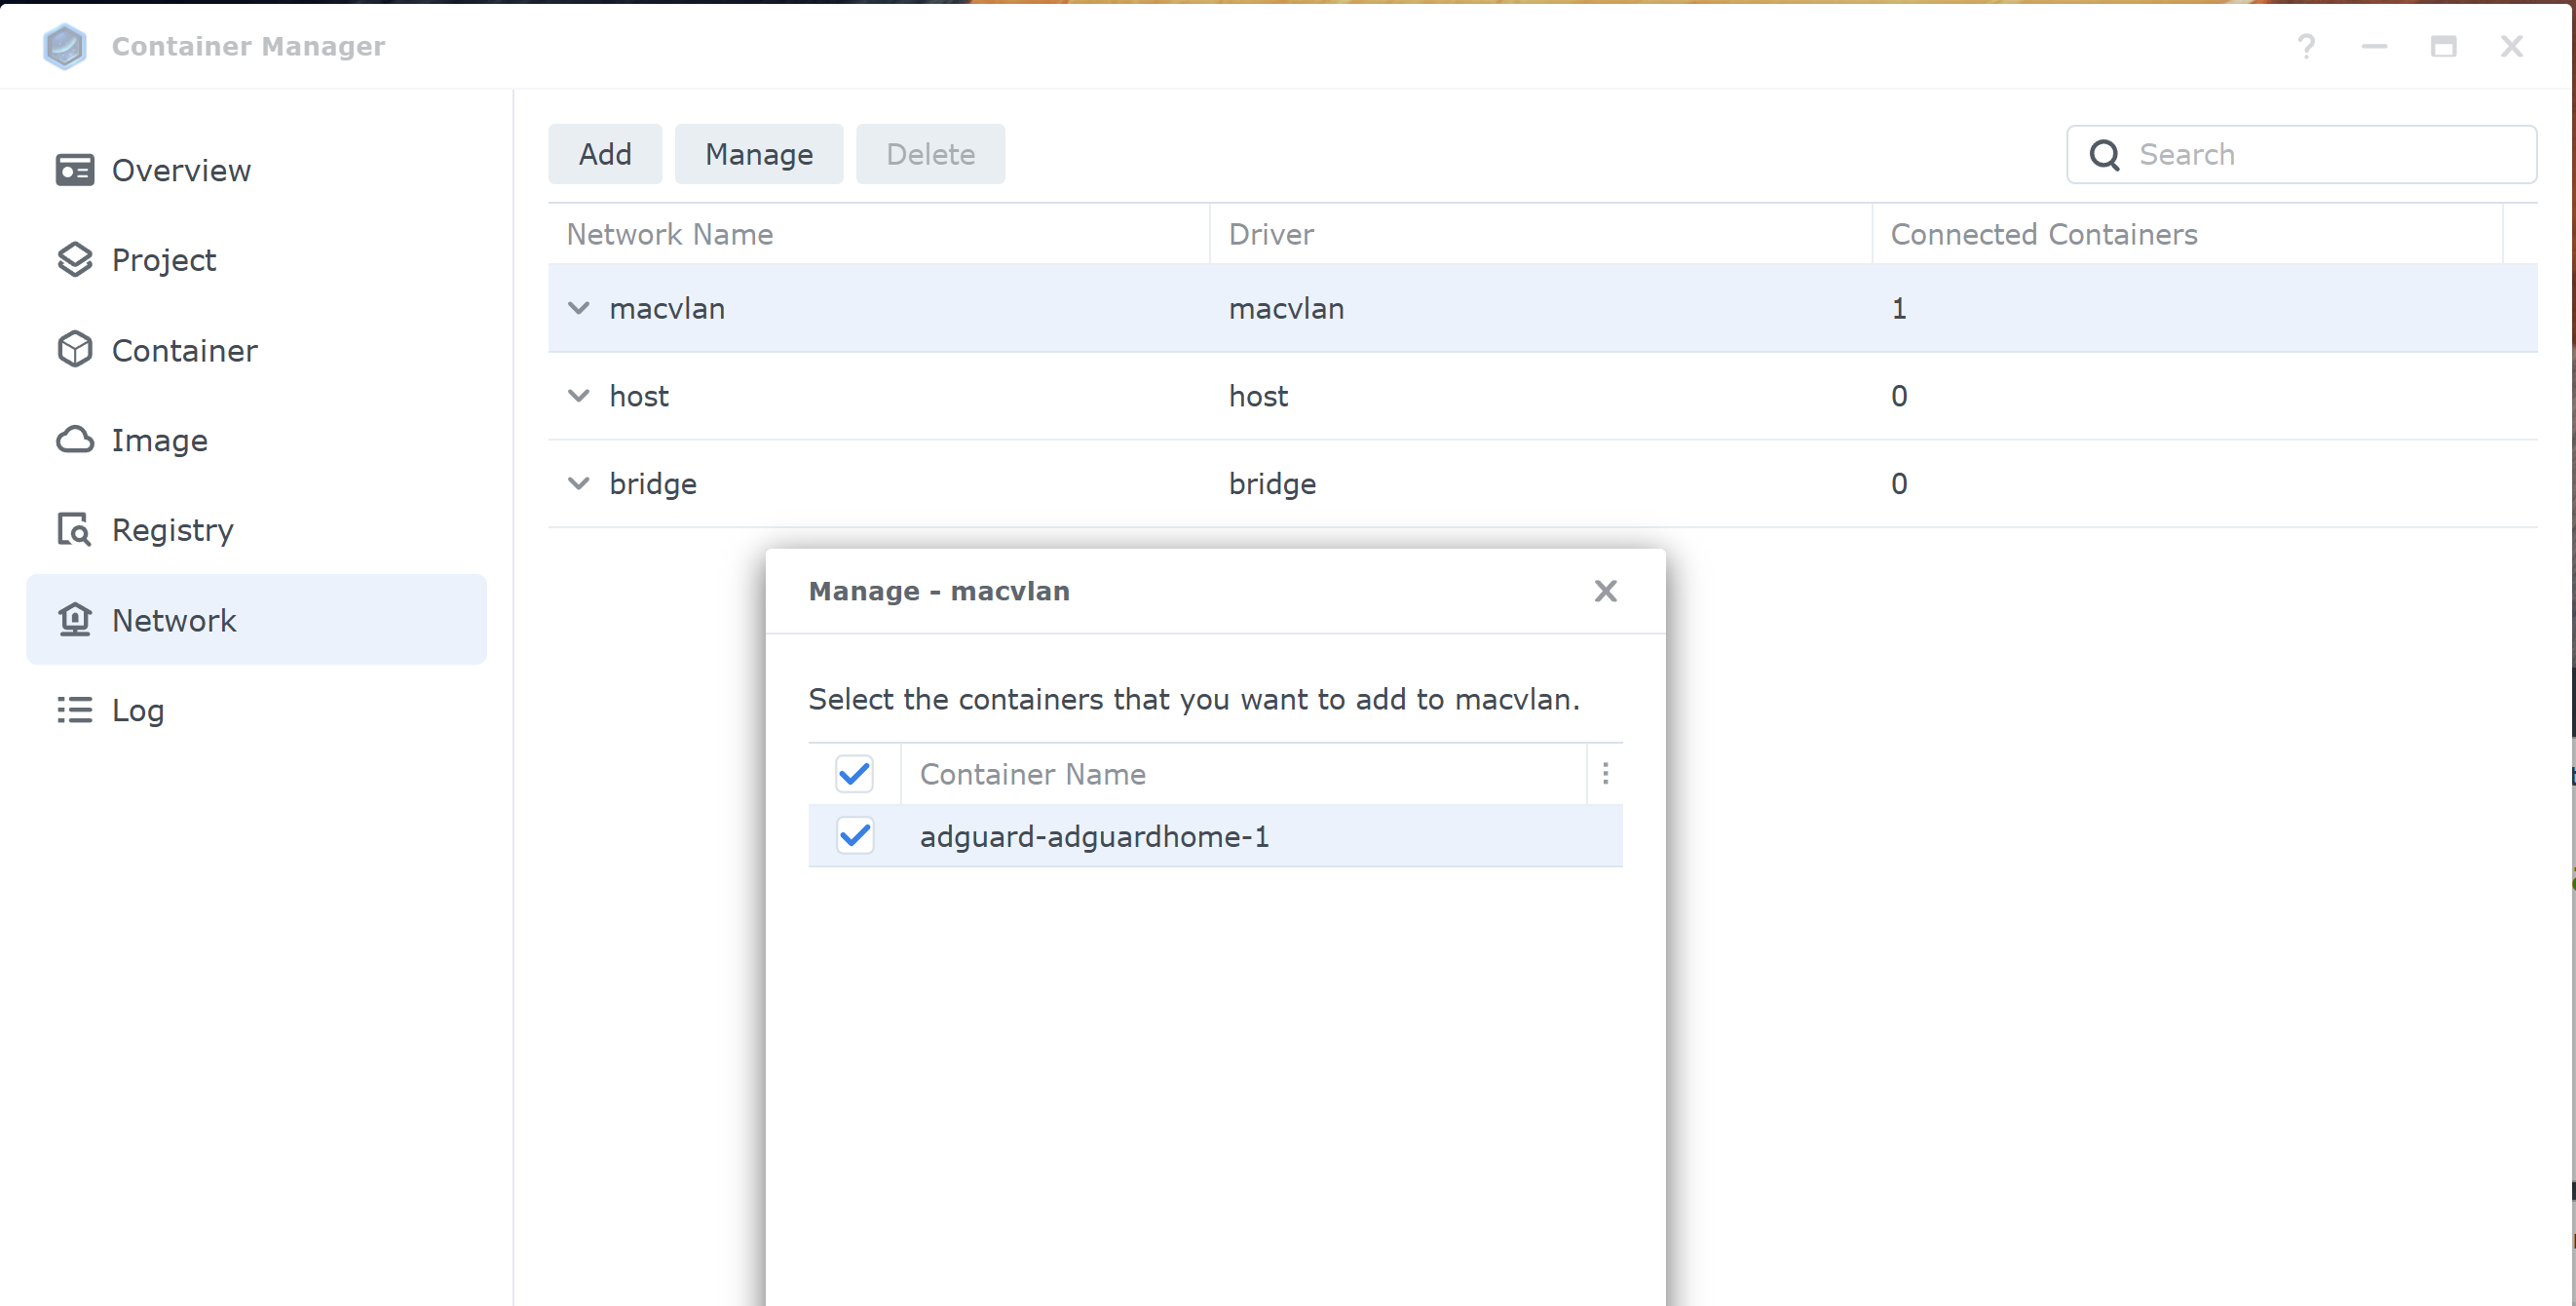 Container Manager
Overview
Project
Container
Image
Registry
Network
Log
Add Manage Delete
Search
Network Name Driver Connected Containers
macvlan macvlan 1
host host 0
bridge bridge 0
Manage - macvlan
Select the containers that you want to add to macvlan.
Container Name
adguard-adguardhome-1